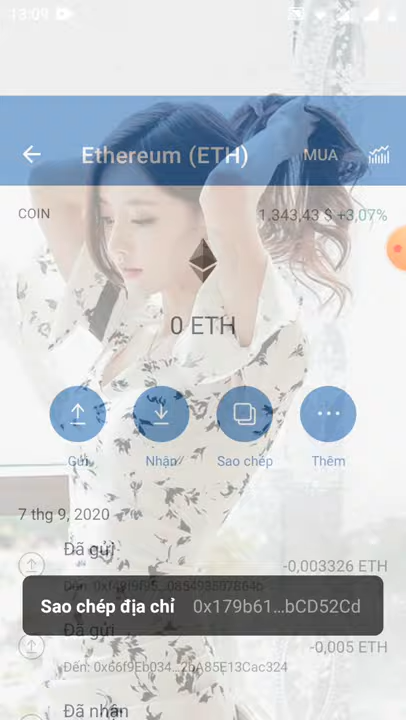 13:09
Ethereum (ETH) MUA
COIN 1.343,43 $ +3,07%
0 ETH
Gửi Nhận Sao chép Thêm
7 thg 9, 2020
Đã gửi
-0,003326 ETH
Đến:
Sao chép địa chỉ 0x179b61...bCD52Cd
Đã gửi
-0,005 ETH
Đến: 0x66f9Eb034...2bA85E13Cac324
Đã nhận